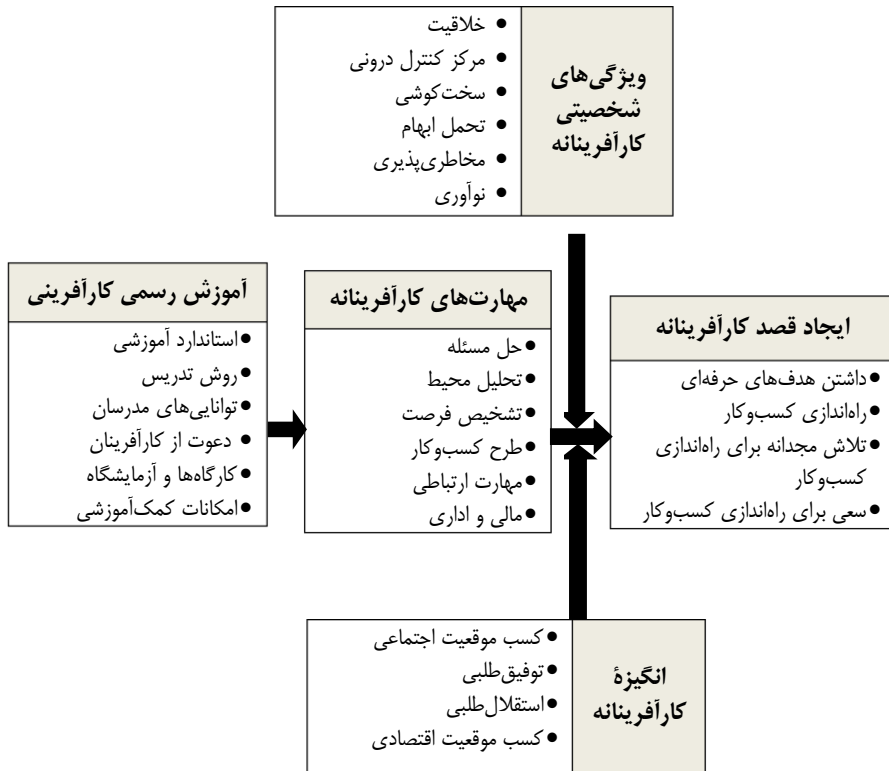 ویژگی‌های
شخصیتی
کارآفرینانه
● خلاقیت
● مرکز کنترل درونی
● سخت‌کوشی
● تحمل ابهام
● مخاطری‌پذیری
● نوآوری
آموزش رسمی کارآفرینی
● استاندارد آموزشی
● روش تدریس
● توانایی‌های مدرسان
● دعوت از کارآفرینان
● کارگاه‌ها و آزمایشگاه
● امکانات کمک‌آموزشی
مهارت‌های کارآفرینانه
● حل مسئله
● تحلیل محیط
● تشخیص فرصت
● طرح کسب‌وکار
● مهارت ارتباطی
● مالی و اداری
ایجاد قصد کارآفرینانه
● داشتن هدف‌های حرفه‌ای
● راه‌اندازی کسب‌وکار
● تلاش مجدانه برای راه‌اندازی
کسب‌وکار
● سعی برای راه‌اندازی کسب‌وکار
انگیزهٔ
کارآفرینانه
● کسب موقعیت اجتماعی
● توفیق‌طلبی
● استقلال‌طلبی
● کسب موقعیت اقتصادی